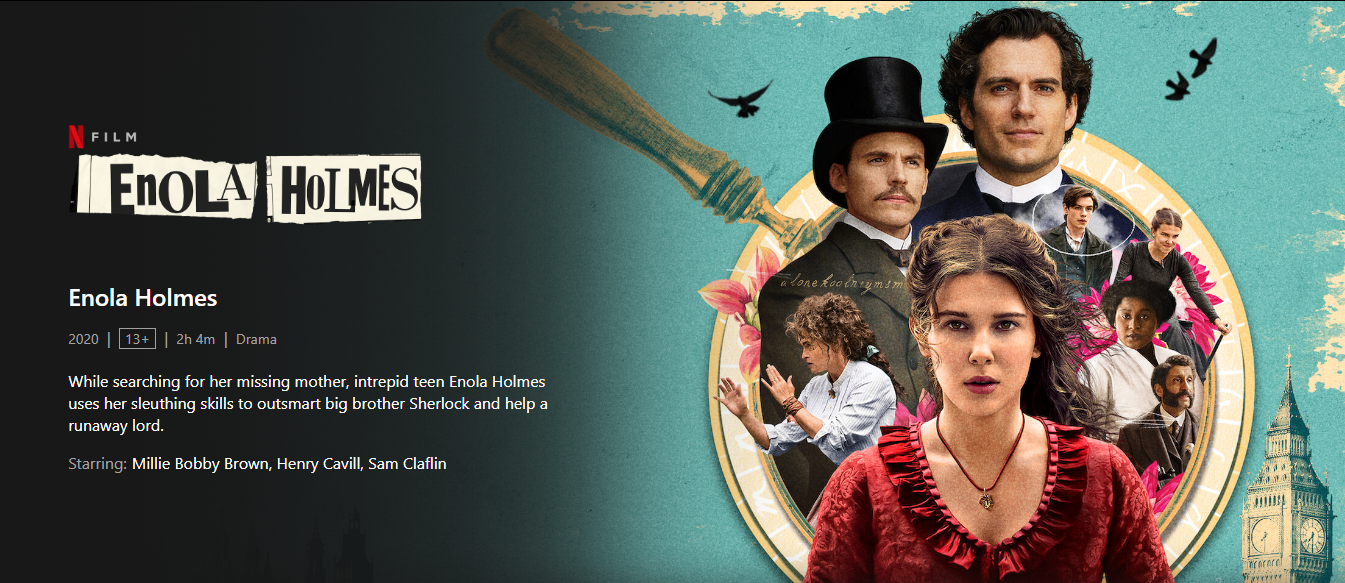 N FILM
ENOLA HOLMES
Enola Holmes
2020 | 13+ | 2h 4m | Drama
While searching for her missing mother, intrepid teen Enola Holmes
uses her sleuthing skills to outsmart big brother Sherlock and help a
runaway lord.
Starring: Millie Bobby Brown, Henry Cavill, Sam Claflin